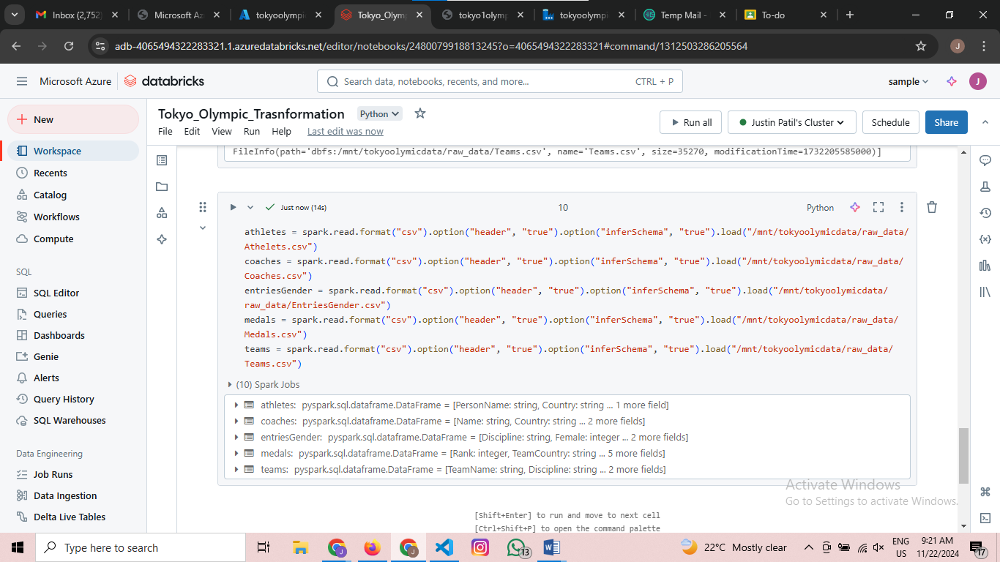 Inbox (2,752)
Microsoft Az
tokyoolympi
Tokyo_Olym
tokyo1olym
tokyoolympi
Temp Mail -
To-do
adb-4065494322283321.1.azuredatabricks.net/editor/notebooks/2480079918813245?o=4065494322283321#command/1312503286205564
J
Microsoft Azure
databricks
Search data, notebooks, recents, and more...
CTRL + P
sample
J
New
Workspace
Recents
Catalog
Workflows
Compute
SQL
SQL Editor
Queries
Dashboards
Genie
Alerts
Query History
SQL Warehouses
Data Engineering
Job Runs
Data Ingestion
Delta Live Tables
Tokyo_Olympic_Trasnformation
Python
File Edit View Run Help Last edit was now
Run all
Justin Patil's Cluster
Schedule
Share
FileInfo(path='dbfs:/mnt/tokyoolymicdata/raw_data/Teams.csv', name='Teams.csv', size=35270, modificationTime=1732205585000)]
Just now (14s)
10
Python
athletes = spark.read.format("csv").option("header", "true").option("inferSchema", "true").load("/mnt/tokyoolymicdata/raw_data/
Athelets.csv")
coaches = spark.read.format("csv").option("header", "true").option("inferSchema", "true").load("/mnt/tokyoolymicdata/raw_data/
Coaches.csv")
entriesGender = spark.read.format("csv").option("header", "true").option("inferSchema", "true").load("/mnt/tokyoolymicdata/
raw_data/EntriesGender.csv")
medals = spark.read.format("csv").option("header", "true").option("inferSchema", "true").load("/mnt/tokyoolymicdata/raw_data/
Medals.csv")
teams = spark.read.format("csv").option("header", "true").option("inferSchema", "true").load("/mnt/tokyoolymicdata/raw_data/
Teams.csv")
(10) Spark Jobs
athletes: pyspark.sql.dataframe.DataFrame = [PersonName: string, Country: string ... 1 more field]
coaches: pyspark.sql.dataframe.DataFrame = [Name: string, Country: string ... 2 more fields]
entriesGender: pyspark.sql.dataframe.DataFrame = [Discipline: string, Female: integer ... 2 more fields]
medals: pyspark.sql.dataframe.DataFrame = [Rank: integer, TeamCountry: string ... 5 more fields]
teams: pyspark.sql.dataframe.DataFrame = [TeamName: string, Discipline: string ... 2 more fields]
[Shift+Enter] to run and move to next cell
[Ctrl+Shift+P] to open the command palette
Activate Windows
Go to Settings to activate Windows.
Type here to search
J
J
13
22°C Mostly clear
ENG
US
9:21 AM
11/22/2024
17